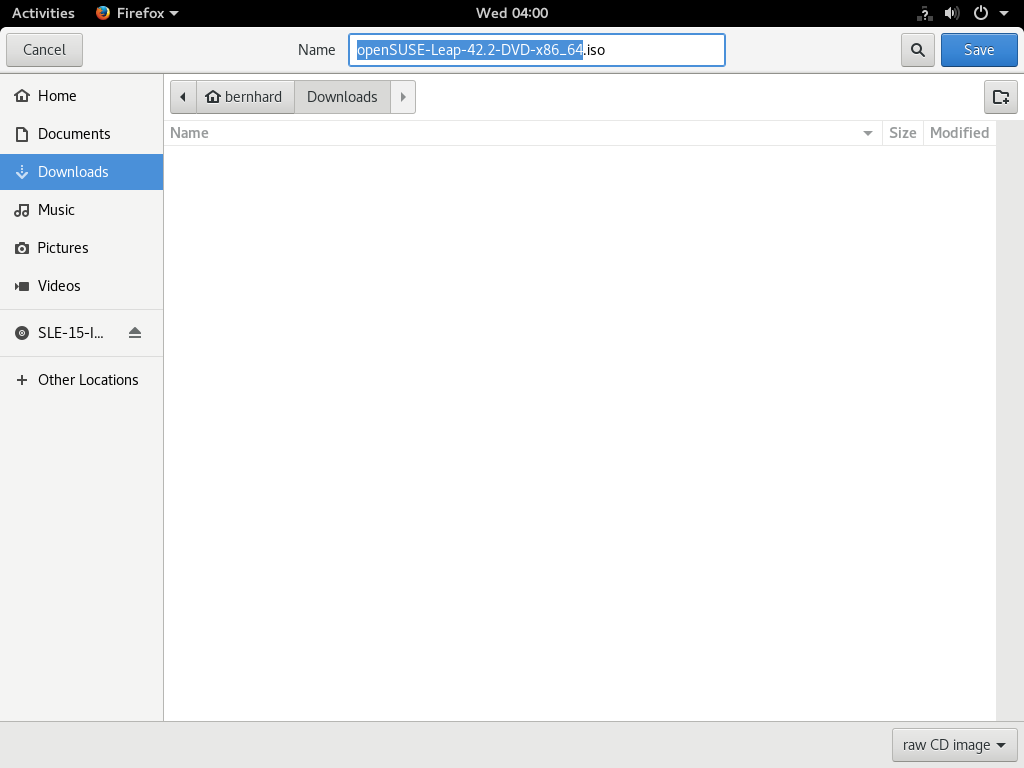 Activities Firefox Wed 04:00
Cancel Name openSUSE-Leap-42.2-DVD-x86_64.iso Save
Home
Documents
Downloads
Music
Pictures
Videos
SLE-15-I...
Other Locations
bernhard Downloads
Name Size Modified
raw CD image